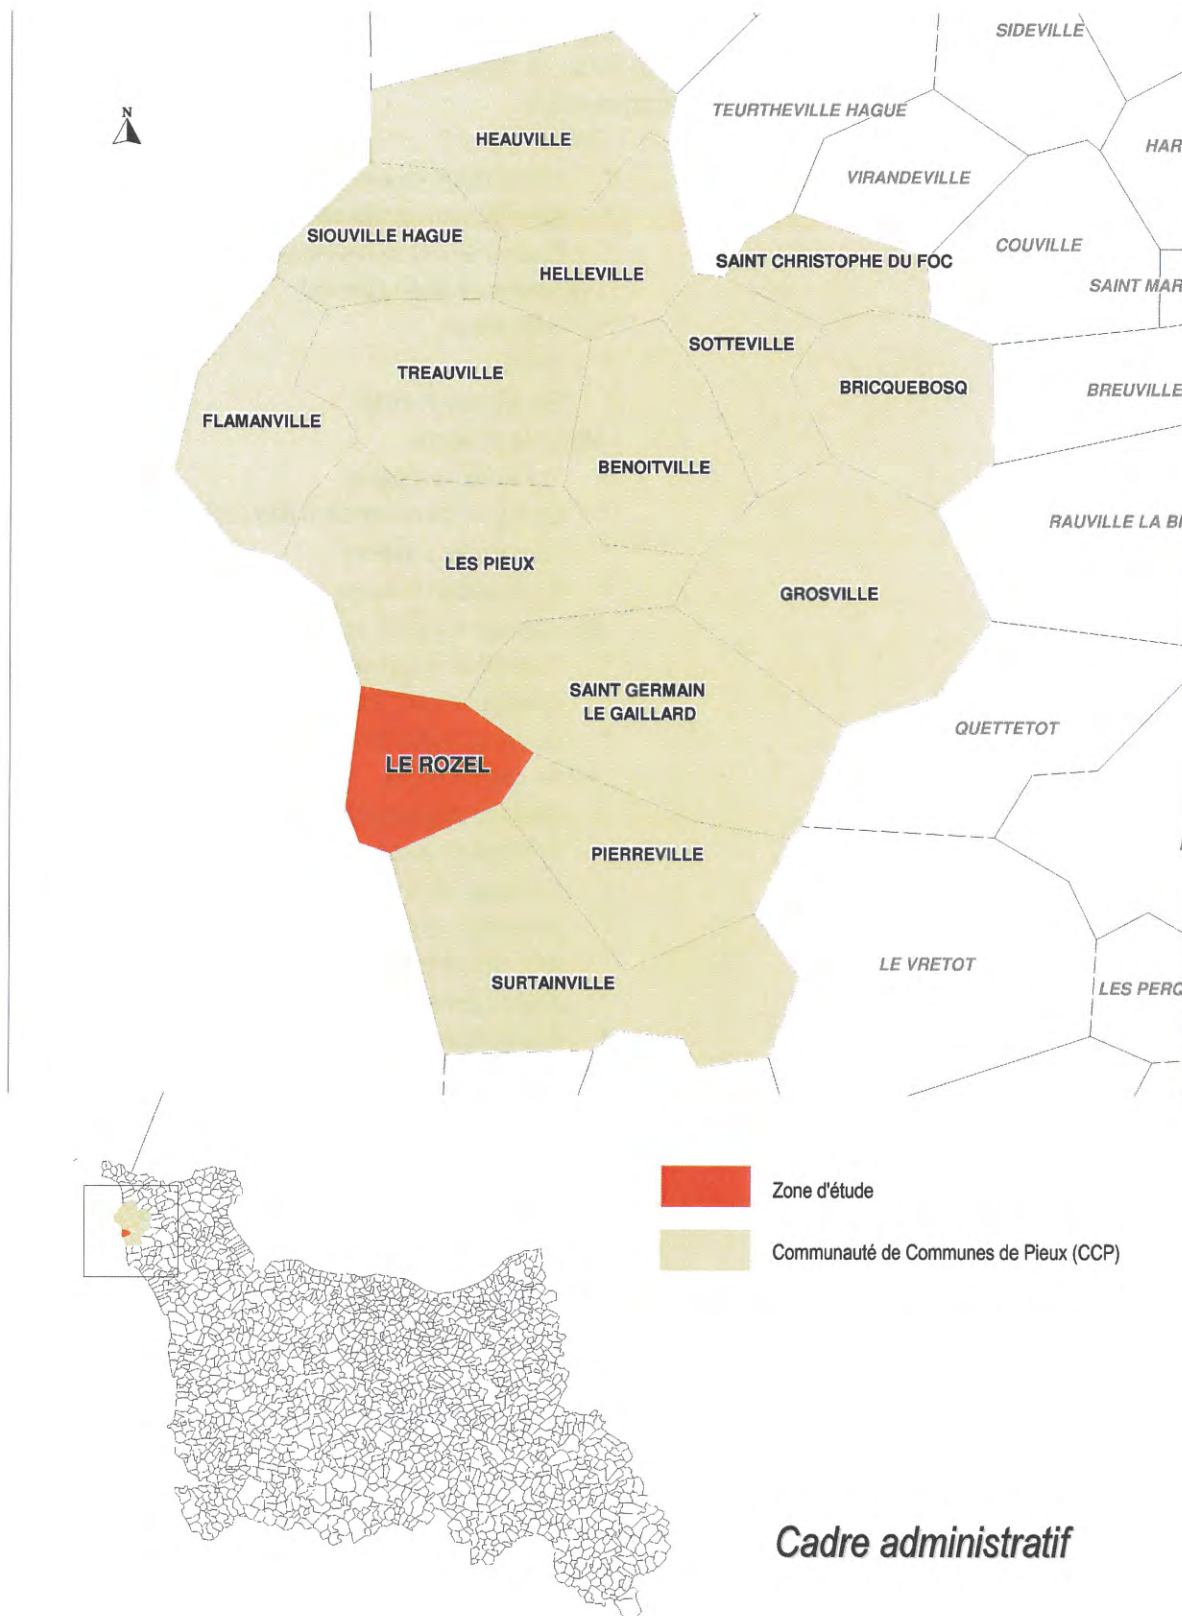 SIDEVILLE
N
TEURTHEVILLE HAGUE
HEAUVILLE
HAR
VIRANDEVILLE
SIOUVILLE HAGUE
COUVILLE
SAINT CHRISTOPHE DU FOC
HELLEVILLE
SAINT MAR
SOTTEVILLE
TREAUVILLE
BRICQUEBOSQ
BREUVILLE
FLAMANVILLE
BENOITVILLE
RAUVILLE LA B
LES PIEUX
GROSVILLE
SAINT GERMAIN
LE GAILLARD
QUETTETOT
LE ROZEL
PIERREVILLE
LE VRETOT
SURTAINVILLE
LES PERQ
Zone d'étude
Communauté de Communes de Pieux (CCP)
Cadre administratif